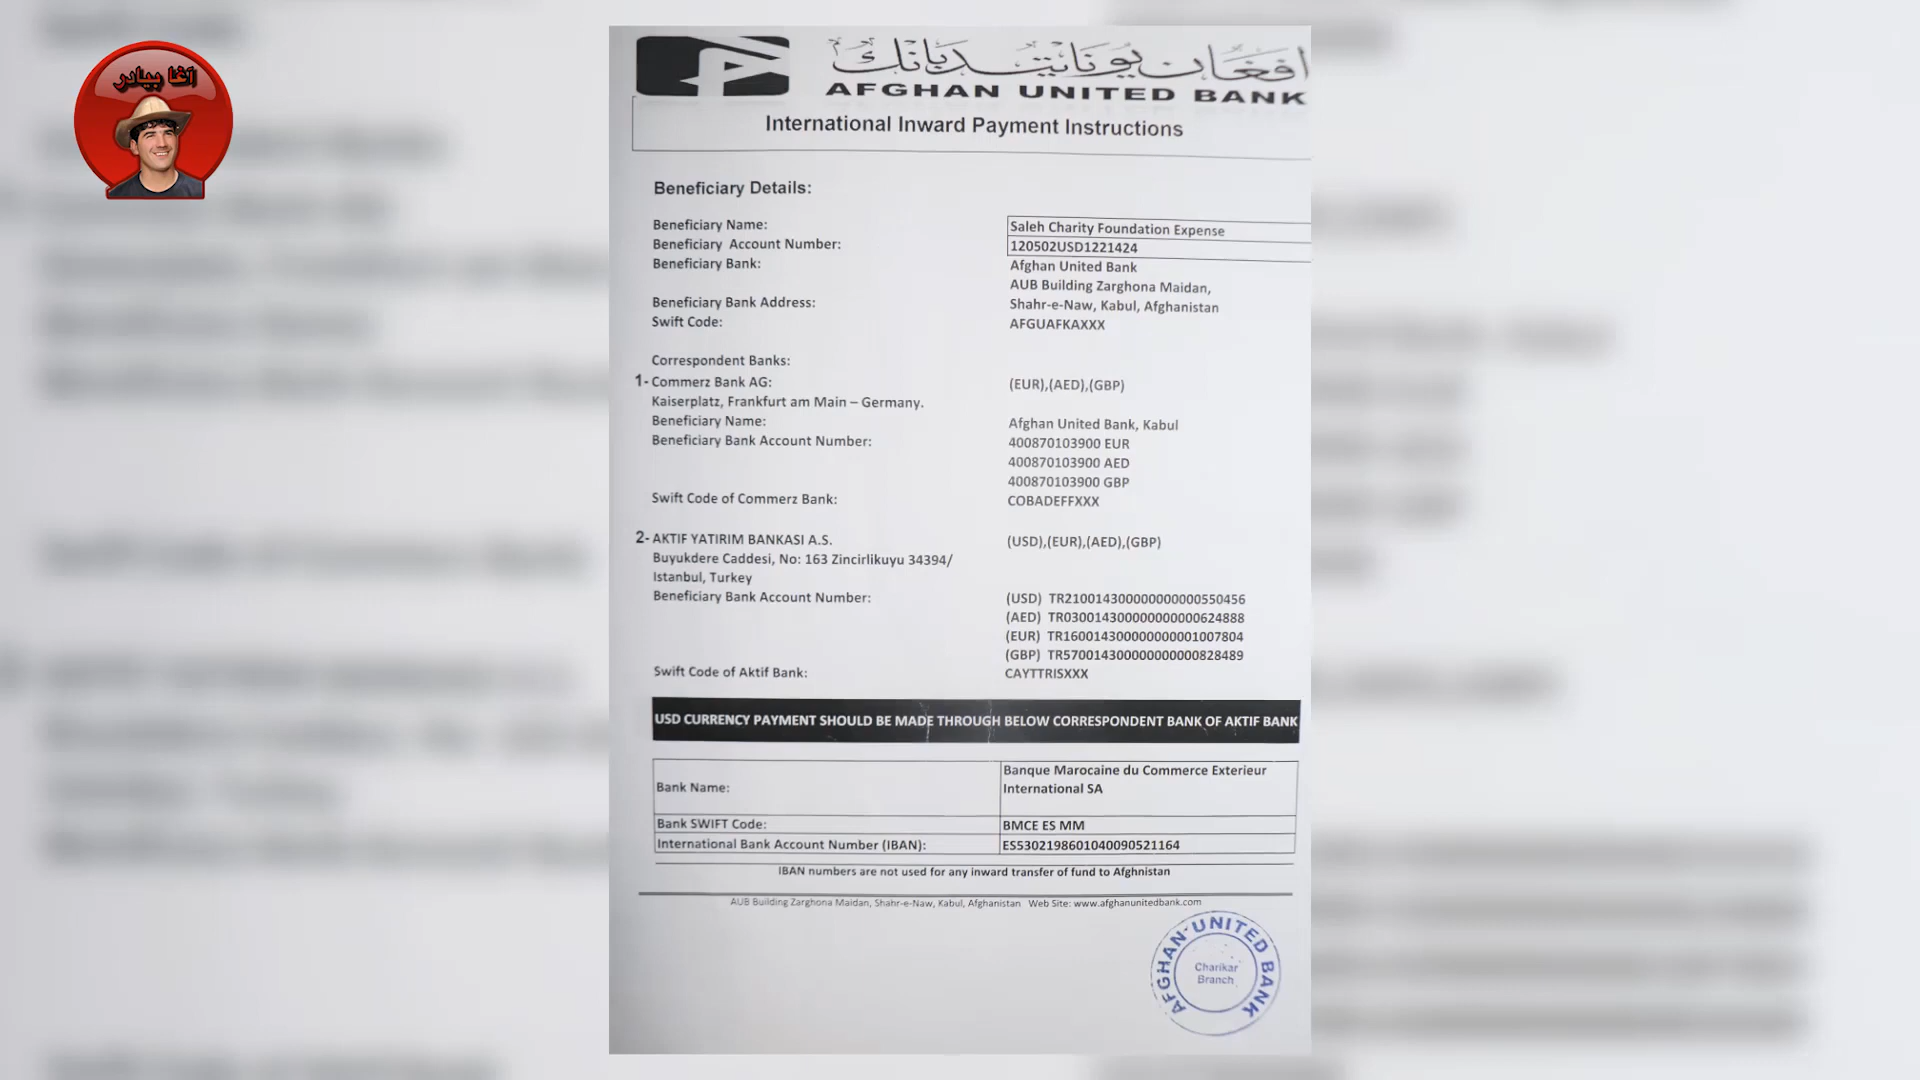 آغا بیادر
افغان یونایتد بانک
AFGHAN UNITED BANK
International Inward Payment Instructions
Beneficiary Details:
Beneficiary Name: Saleh Charity Foundation Expense
Beneficiary Account Number: 120502USD1221424
Beneficiary Bank: Afghan United Bank
AUB Building Zarghona Maidan,
Beneficiary Bank Address: Shahr-e-Naw, Kabul, Afghanistan
Swift Code: AFGUAFKAXXX
Correspondent Banks:
1- Commerz Bank AG: (EUR),(AED),(GBP)
Kaiserplatz, Frankfurt am Main – Germany.
Beneficiary Name: Afghan United Bank, Kabul
Beneficiary Bank Account Number: 400870103900 EUR
400870103900 AED
400870103900 GBP
Swift Code of Commerz Bank: COBADEFFXXX
2- AKTIF YATIRIM BANKASI A.S. (USD),(EUR),(AED),(GBP)
Buyukdere Caddesi, No: 163 Zincirlikuyu 34394/
Istanbul, Turkey
Beneficiary Bank Account Number: (USD) TR210014300000000000550456
(AED) TR030014300000000000624888
(EUR) TR160014300000000001007804
(GBP) TR570014300000000000828489
Swift Code of Aktif Bank: CAYTTRISXXX
USD CURRENCY PAYMENT SHOULD BE MADE THROUGH BELOW CORRESPONDENT BANK OF AKTIF BANK
Bank Name: Banque Marocaine du Commerce Exterieur
International SA
Bank SWIFT Code: BMCE ES MM
International Bank Account Number (IBAN): ES5302198601040090521164
IBAN numbers are not used for any inward transfer of fund to Afghnistan
AUB Building Zarghona Maidan, Shahr-e-Naw, Kabul, Afghanistan Web Site: www.afghanunitedbank.com
AFGHAN UNITED BANK
Charikar
Branch